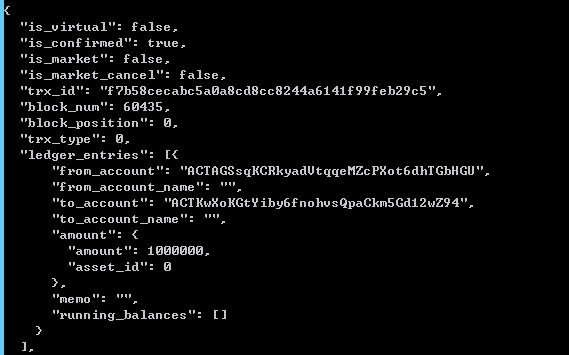 {
  "is_virtual": false,
  "is_confirmed": true,
  "is_market": false,
  "is_market_cancel": false,
  "trx_id": "f7b58cecabc5a0a8cd8cc8244a6141f99feb29c5",
  "block_num": 60435,
  "block_position": 0,
  "trx_type": 0,
  "ledger_entries": [{
      "from_account": "ACTAGSsqKCRkyadVtqqeMZcPXot6dhTGbHGU",
      "from_account_name": "",
      "to_account": "ACTKwXoKGtYiby6fnohvsQpaCkm5Gd12wZ94",
      "to_account_name": "",
      "amount": {
        "amount": 1000000,
        "asset_id": 0
      },
      "memo": "",
      "running_balances": []
    }
  ],